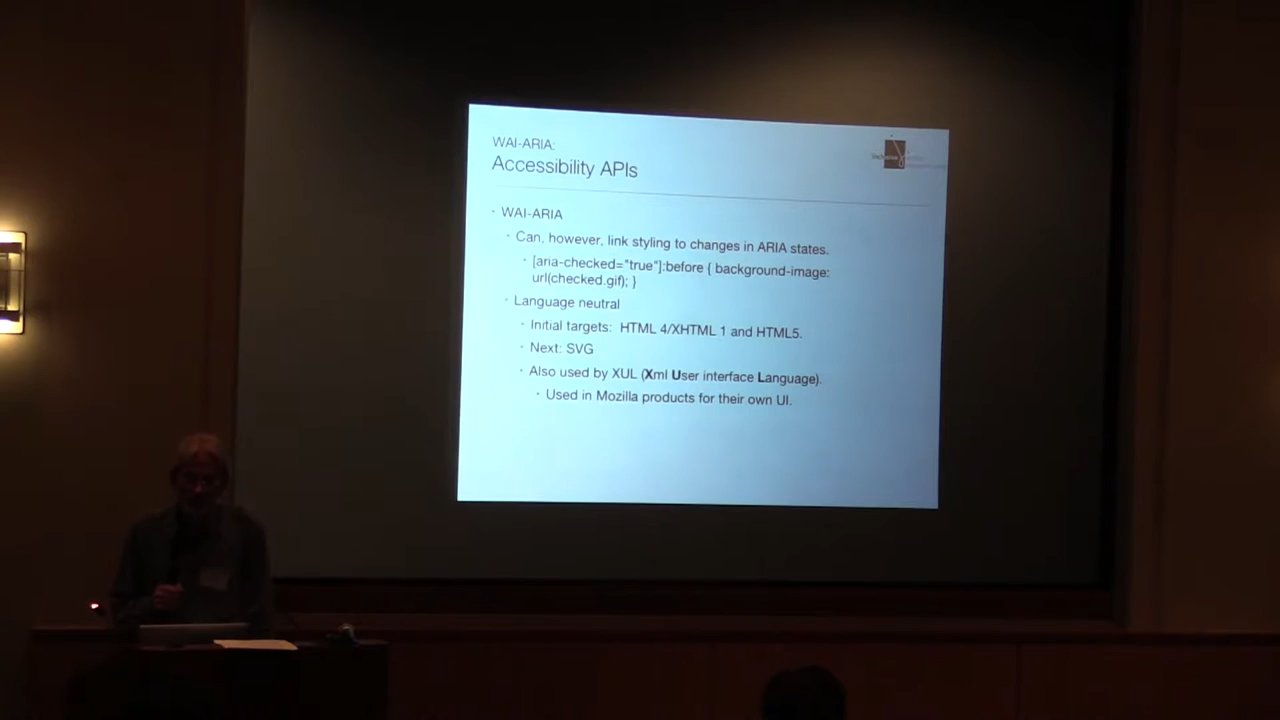 WAI-ARIA:
Accessibility APIs
· WAI-ARIA
· Can, however, link styling to changes in ARIA states.
· [aria-checked="true"]:before { background-image:
url(checked.gif); }
· Language neutral
· Initial targets: HTML 4/XHTML 1 and HTML5.
· Next: SVG
· Also used by XUL (Xml User interface Language).
· Used in Mozilla products for their own UI.